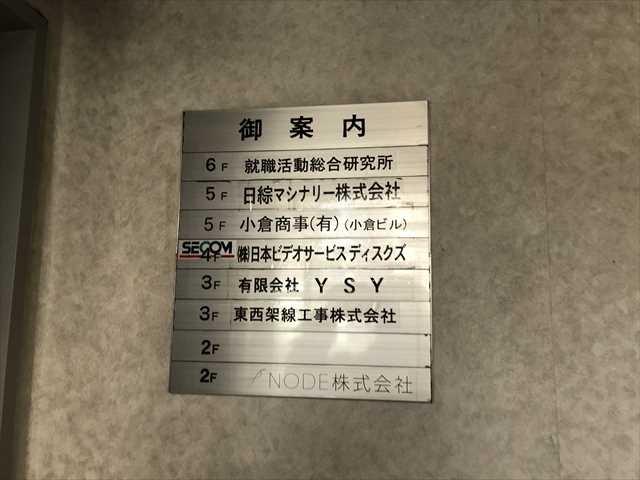 御案内
6F 就職活動総合研究所
5F 日綜マシナリー株式会社
5F 小倉商事(有)(小倉ビル)
SECOM
4F ㈱日本ビデオサービスディスクズ
3F 有限会社 YSY
3F 東西架線工事株式会社
2F
2F NODE株式会社